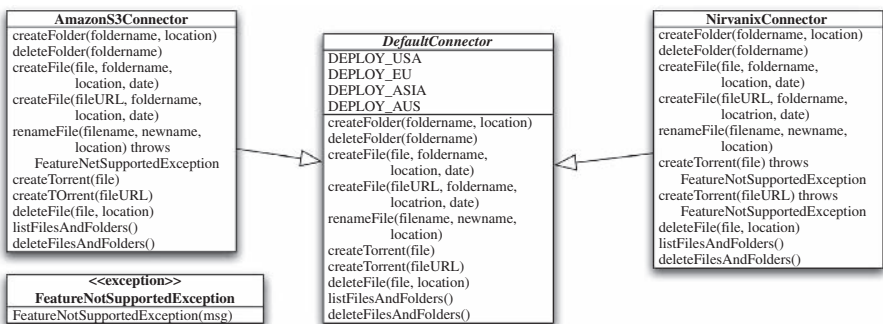 AmazonS3Connector
createFolder(foldername, location)
deleteFolder(foldername)
createFile(file, foldername,
location, date)
createFile(fileURL, foldername,
location, date)
renameFile(filename, newname,
location) throws
FeatureNetSupportedException
createTorrent(file)
createTOrrent(fileURL)
deleteFile(file, location)
listFilesAndFolders()
deleteFilesAndFolders()
<<exception>>
FeatureNotSupportedException
FeatureNotSupportedException(msg)
DefaultConnector
DEPLOY_USA
DEPLOY_EU
DEPLOY_ASIA
DEPLOY_AUS
createFolder(foldername, location)
deleteFolder(foldername)
createFile(file, foldername,
location, date)
createFile(fileURL, foldername,
locatrion, date)
renameFile(filename, newname,
location)
createTorrent(file)
createTorrent(fileURL)
deleteFile(file, location)
listFilesAndFolders()
deleteFilesAndFolders()
NirvanixConnector
createFolder(foldername, location)
deleteFolder(foldername)
createFile(file, foldername,
location, date)
createFile(fileURL, foldername,
locatrion, date)
renameFile(filename, newname,
location)
createTorrent(file) throws
FeatureNotSupportedException
createTorrent(fileURL) throws
FeatureNotSupportedException
deleteFile(file, location)
listFilesAndFolders()
deleteFilesAndFolders()